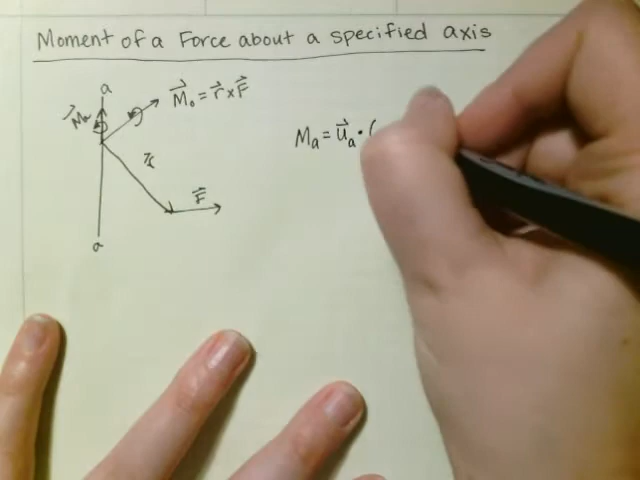 Moment of a Force about a specified axis
a
M⃗ₐ
M⃗ₒ = r⃗ x F⃗
r⃗
F⃗
a
Mₐ = u⃗ₐ · (